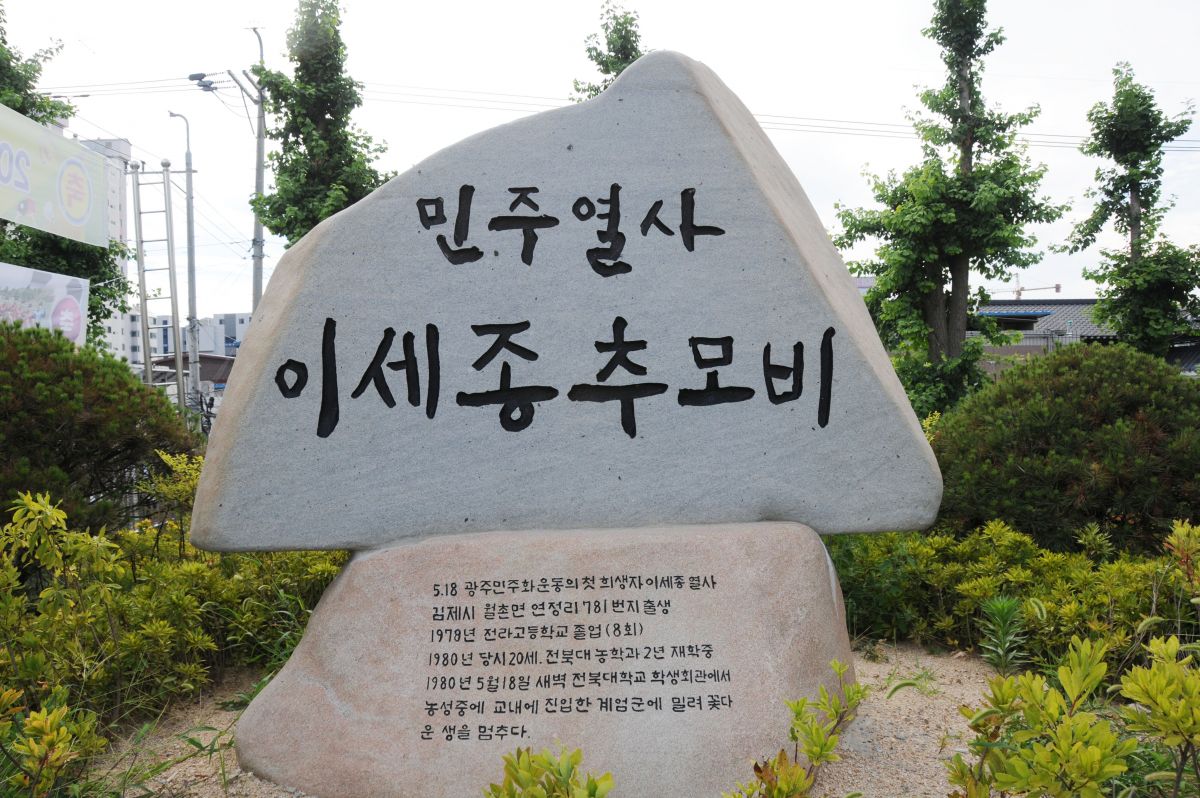 민주열사
이세종추모비
5.18 광주민주화운동의 첫 희생자 이세종 열사
김제시 월촌면 연정리 781번지 출생
1978년 전라고등학교 졸업(8회)
1980년 당시 20세. 전북대 농학과 2년 재학중
1980년 5월 18일 새벽 전북대학교 학생회관에서
농성중에 교내에 진입한 계엄군에 밀려 꽃다
운 생을 멈추다.
20
축
축